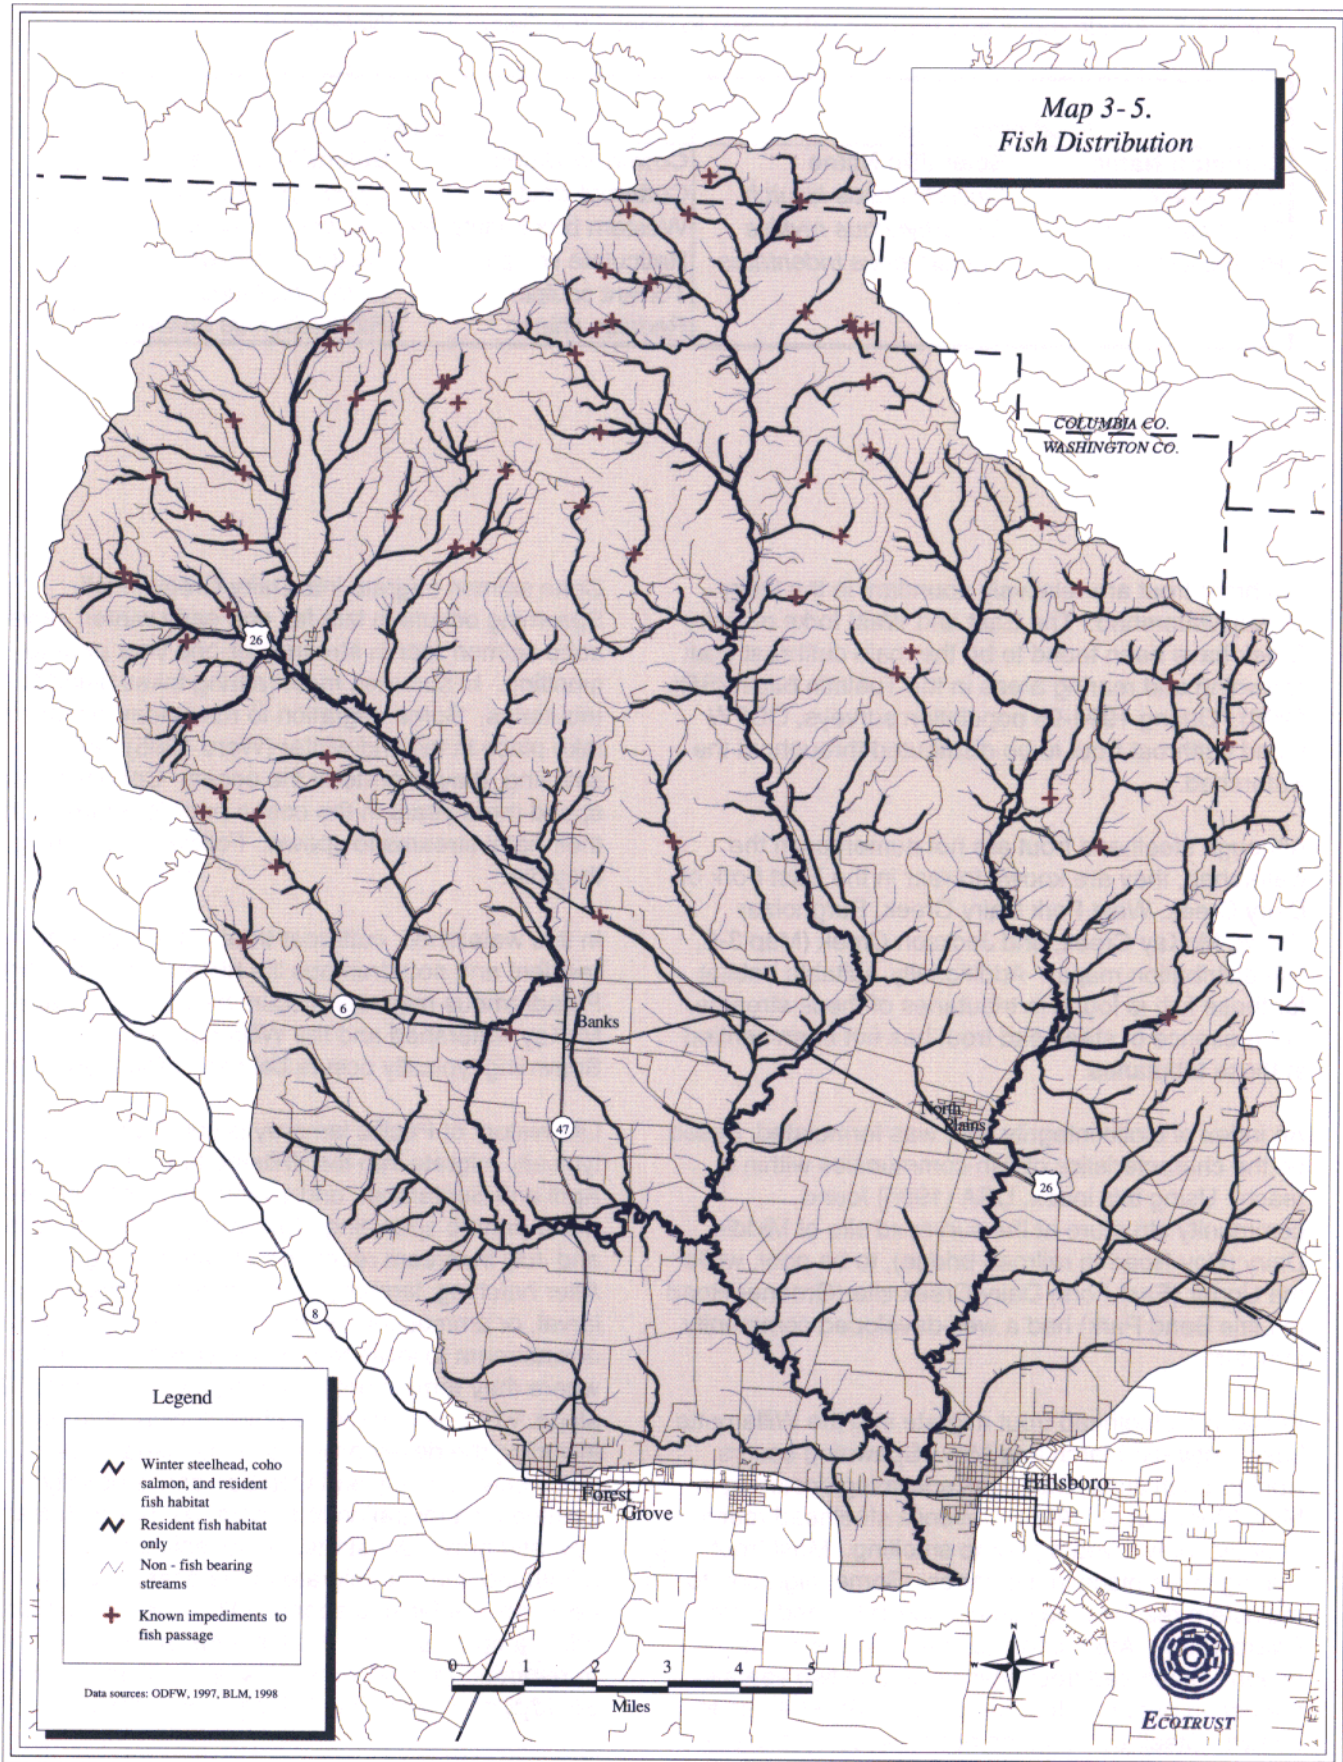 Map 3-5.
Fish Distribution
COLUMBIA CO.
WASHINGTON CO.
26
6
Banks
47
North
Plains
26
8
Forest
Grove
Hillsboro
Legend
Winter steelhead, coho
salmon, and resident
fish habitat
Resident fish habitat
only
Non - fish bearing
streams
Known impediments to
fish passage
Data sources: ODFW, 1997, BLM, 1998
0 1 2 3 4 5
Miles
N
W E
S
ECOTRUST